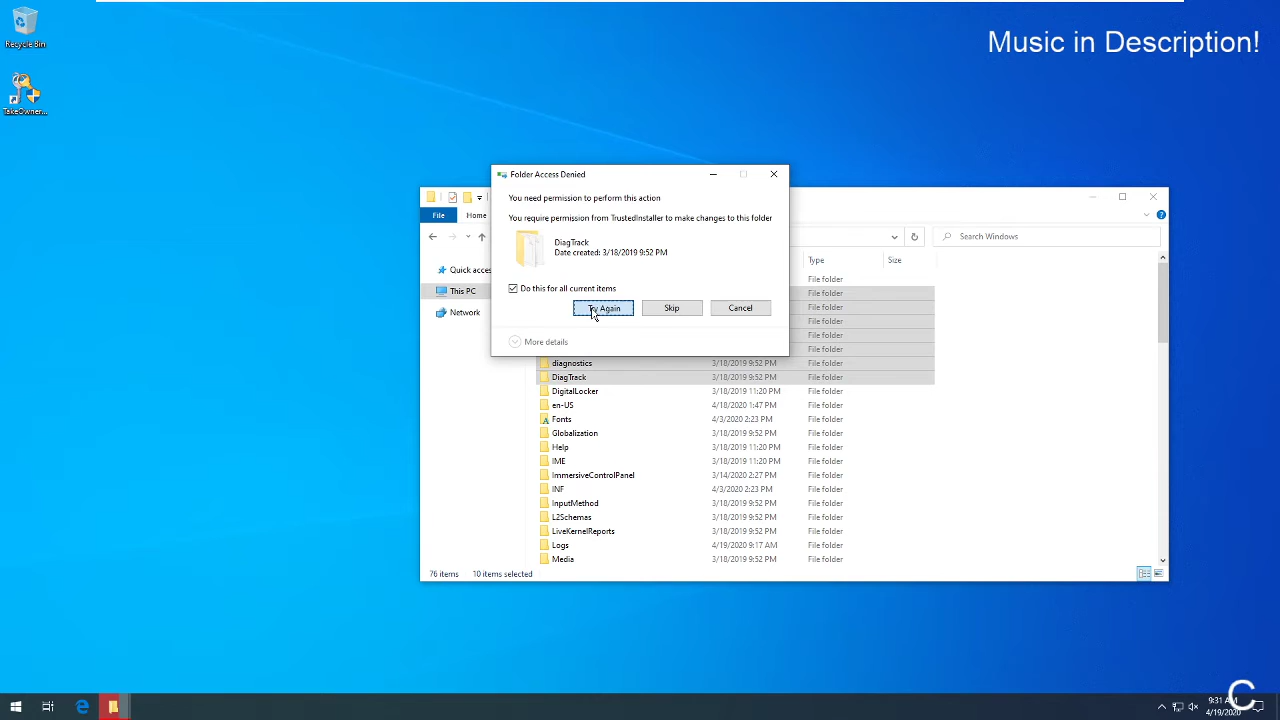 Recycle Bin
TakeOwner...
Music in Description!
Folder Access Denied
You need permission to perform this action
You require permission from TrustedInstaller to make changes to this folder
DiagTrack
Date created: 3/18/2019 9:52 PM
Do this for all current items
Try Again Skip Cancel
More details
File Home
Search Windows
Type Size
Quick acces
This PC
Network
File folder
File folder
File folder
File folder
File folder
File folder
diagnostics 3/18/2019 9:52 PM File folder
DiagTrack 3/18/2019 9:52 PM File folder
DigitalLocker 3/18/2019 11:20 PM File folder
en-US 4/18/2020 1:47 PM File folder
Fonts 4/3/2020 2:23 PM File folder
Globalization 3/18/2019 9:52 PM File folder
Help 3/18/2019 11:20 PM File folder
IME 3/18/2019 11:20 PM File folder
ImmersiveControlPanel 3/14/2020 2:27 PM File folder
INF 4/3/2020 2:23 PM File folder
InputMethod 3/18/2019 9:52 PM File folder
L2Schemas 3/18/2019 9:52 PM File folder
LiveKernelReports 3/18/2019 9:52 PM File folder
Logs 4/19/2020 9:17 AM File folder
Media 3/18/2019 9:52 PM File folder
76 items 10 items selected
9:31 AM
4/19/2020
C